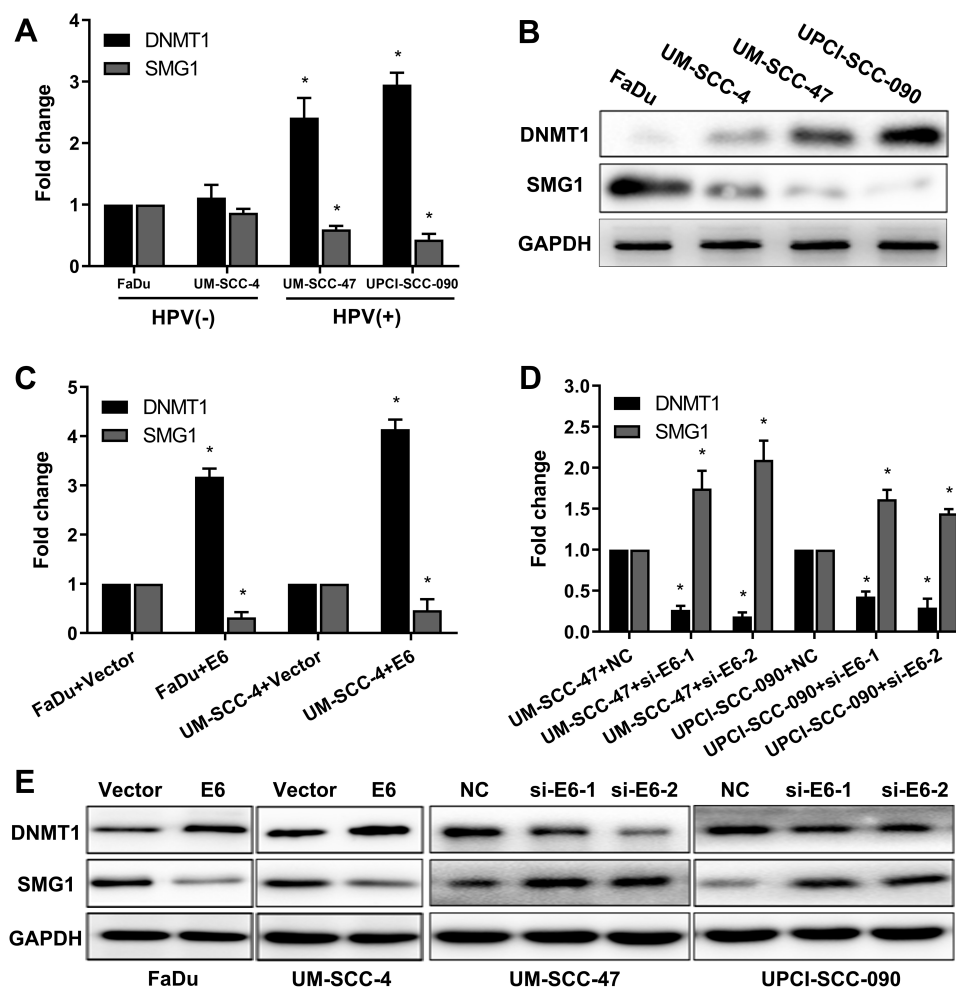 A
Fold change
4
3
2
1
0
DNMT1
SMG1
* * * *
FaDu UM-SCC-4 UM-SCC-47 UPCI-SCC-090
HPV(-) HPV(+)
B
FaDu UM-SCC-4 UM-SCC-47 UPCI-SCC-090
DNMT1
SMG1
GAPDH
C
Fold change
5
4
3
2
1
0
DNMT1
SMG1
* * * *
FaDu+Vector FaDu+E6 UM-SCC-4+Vector UM-SCC-4+E6
D
Fold change
3.0
2.5
2.0
1.5
1.0
0.5
0.0
DNMT1
SMG1
* * * * * * * *
UM-SCC-47+NC UM-SCC-47+si-E6-1 UM-SCC-47+si-E6-2 UPCI-SCC-090+NC UPCI-SCC-090+si-E6-1 UPCI-SCC-090+si-E6-2
E
Vector E6 Vector E6 NC si-E6-1 si-E6-2 NC si-E6-1 si-E6-2
DNMT1
SMG1
GAPDH
FaDu UM-SCC-4 UM-SCC-47 UPCI-SCC-090